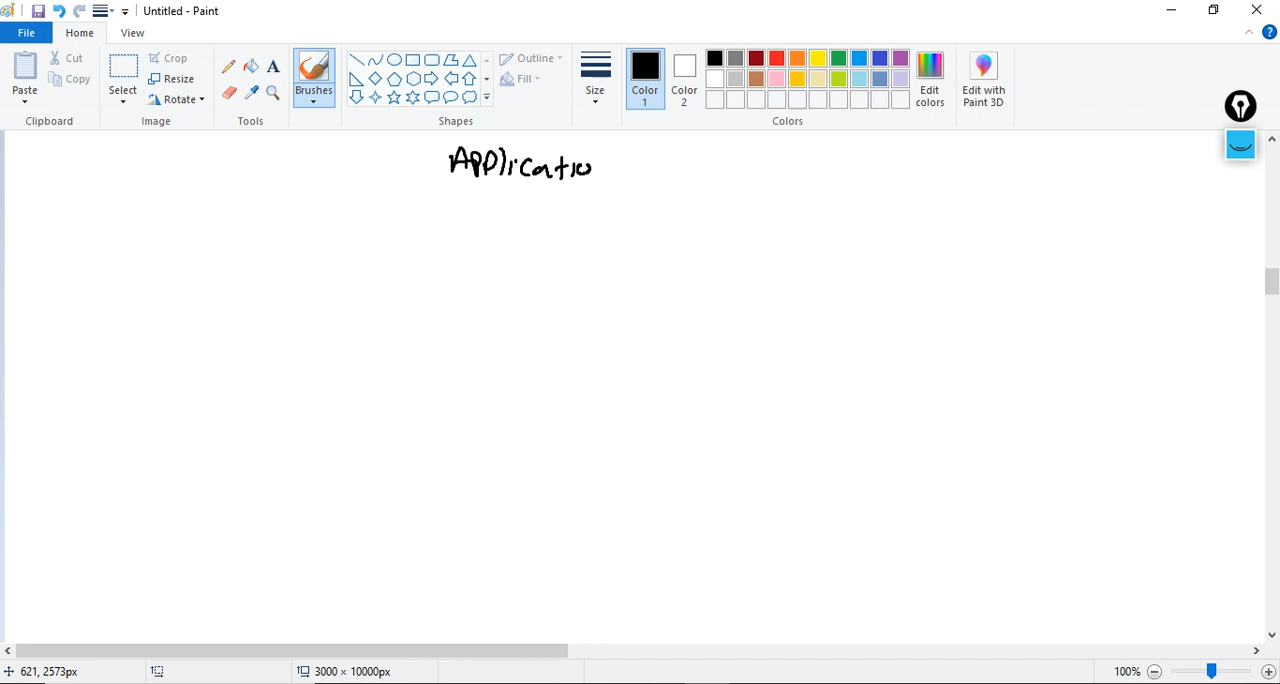 Untitled - Paint
File Home View
Paste
Cut
Copy
Clipboard
Select
Crop
Resize
Rotate
Image
Tools
Brushes
Shapes
Outline
Fill
Size
Color 1
Color 2
Colors
Edit colors
Edit with Paint 3D
Applicatio
621, 2573px
3000 × 10000px
100%